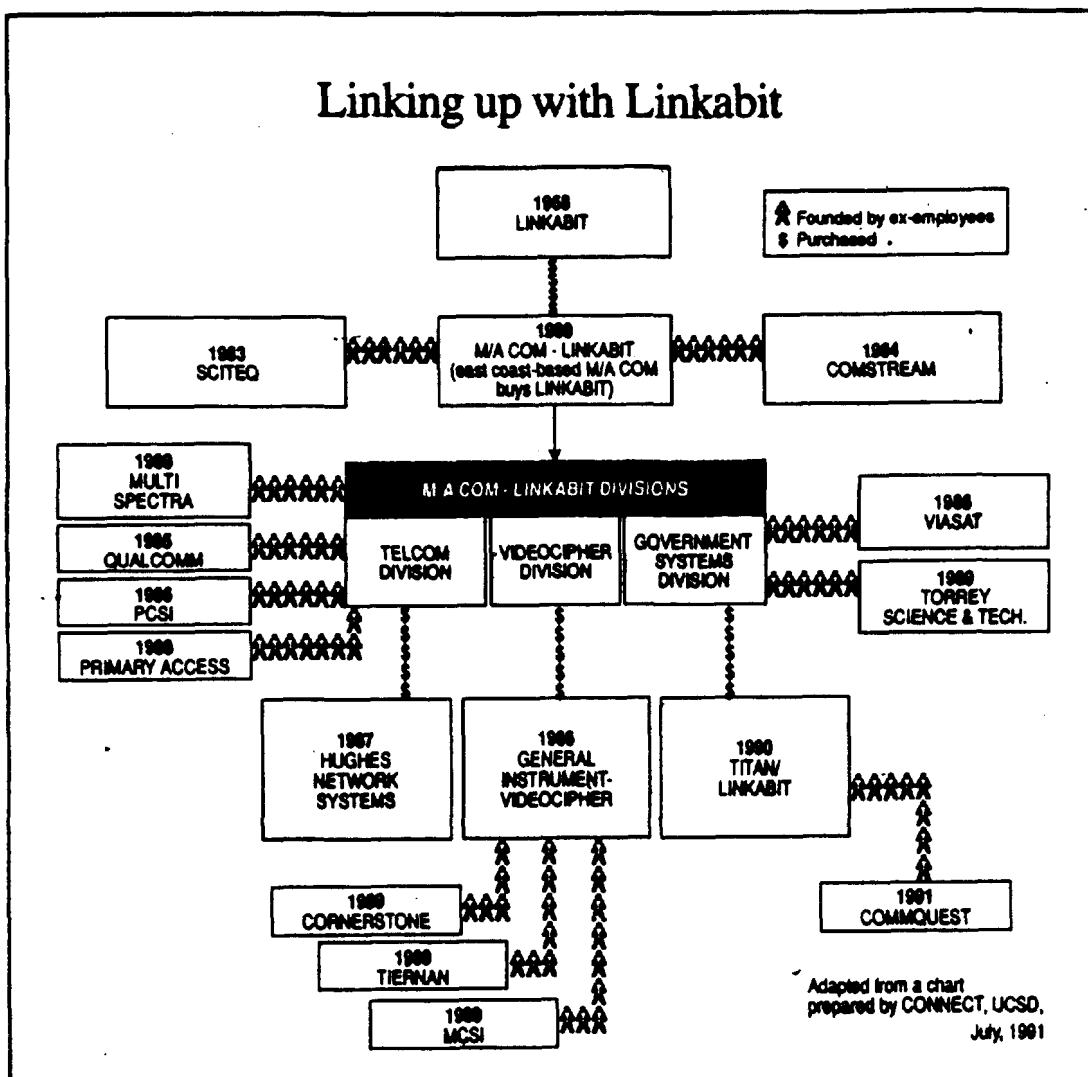 Linking up with Linkabit
1968
LINKABIT
Founded by ex-employees
$ Purchased
1983
SCITEQ
1980
M/A COM - LINKABIT
(east coast-based M/A COM
buys LINKABIT)
1984
COMSTREAM
MULTI
SPECTRA
1985
QUALCOMM
PCSI
PRIMARY ACCESS
M/A COM - LINKABIT DIVISIONS
TELCOM
DIVISION
VIDEOCIPHER
DIVISION
GOVERNMENT
SYSTEMS
DIVISION
1986
VIASAT
TORREY
SCIENCE & TECH.
1987
HUGHES
NETWORK
SYSTEMS
1986
GENERAL
INSTRUMENT-
VIDEOCIPHER
1990
TITAN/
LINKABIT
CORNERSTONE
TIERNAN
MCSI
1991
COMMQUEST
Adapted from a chart
prepared by CONNECT, UCSD,
July, 1991